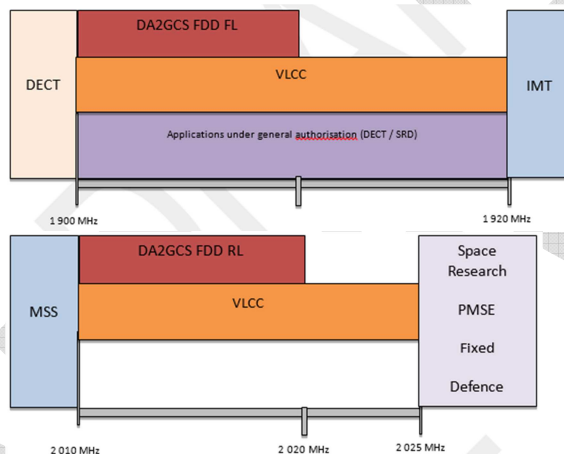 DA2GCS FDD FL
DECT
VLCC
IMT
Applications under general authorisation (DECT / SRD)
1 900 MHz
1 920 MHz
DA2GCS FDD RL
MSS
VLCC
Space
Research
PMSE
Fixed
Defence
2 010 MHz
2 020 MHz
2 025 MHz